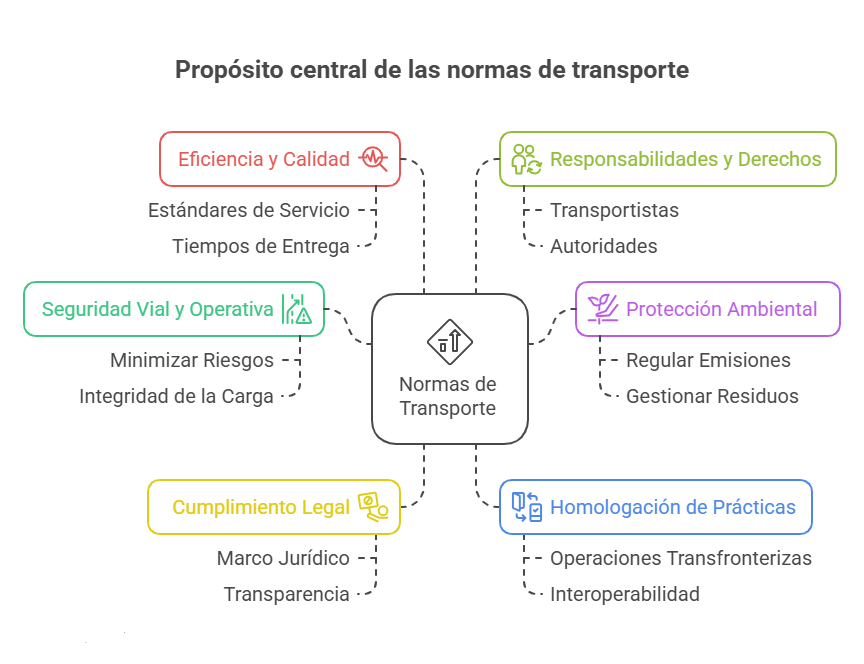 Propósito central de las normas de transporte
Eficiencia y Calidad
Estándares de Servicio
Tiempos de Entrega
Responsabilidades y Derechos
Transportistas
Autoridades
Seguridad Vial y Operativa
Minimizar Riesgos
Integridad de la Carga
Normas de
Transporte
Protección Ambiental
Regular Emisiones
Gestionar Residuos
Cumplimiento Legal
Marco Jurídico
Transparencia
Homologación de Prácticas
Operaciones Transfronterizas
Interoperabilidad